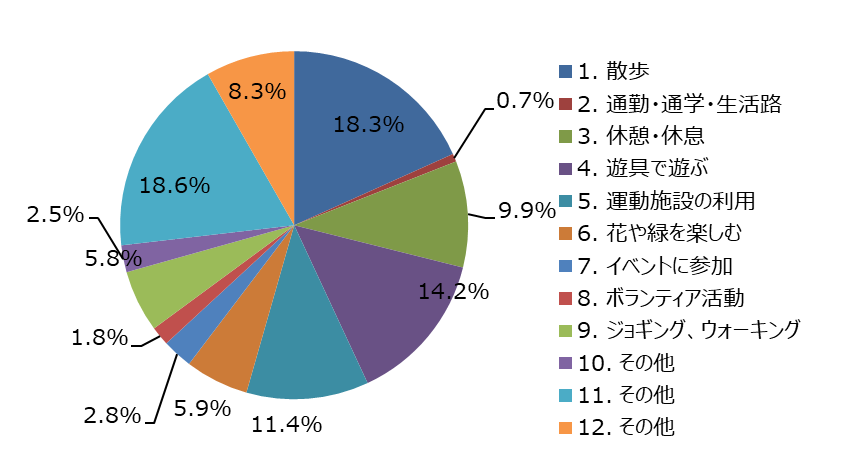 8.3%
18.3%
0.7%
9.9%
14.2%
11.4%
5.9%
2.8%
1.8%
5.8%
2.5%
18.6%
1. 散歩
2. 通勤・通学・生活路
3. 休憩・休息
4. 遊具で遊ぶ
5. 運動施設の利用
6. 花や緑を楽しむ
7. イベントに参加
8. ボランティア活動
9. ジョギング、ウォーキング
10. その他
11. その他
12. その他